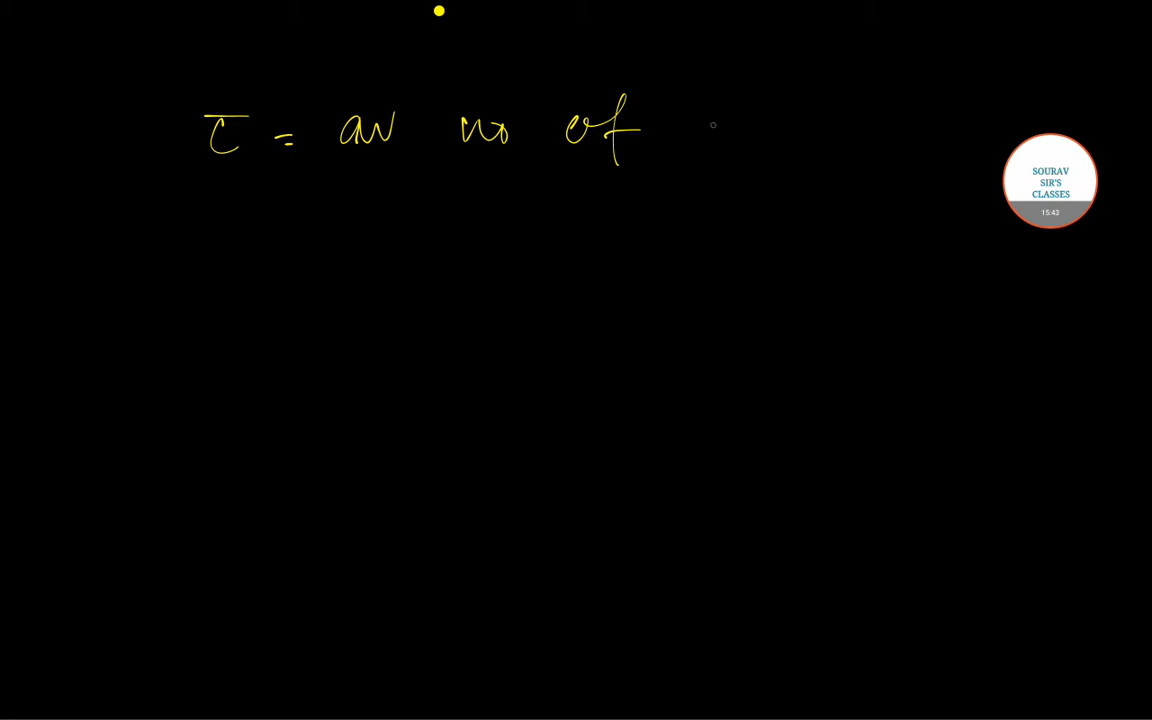 c̅ = av no of
SOURAV
SIR'S
CLASSES
15:43